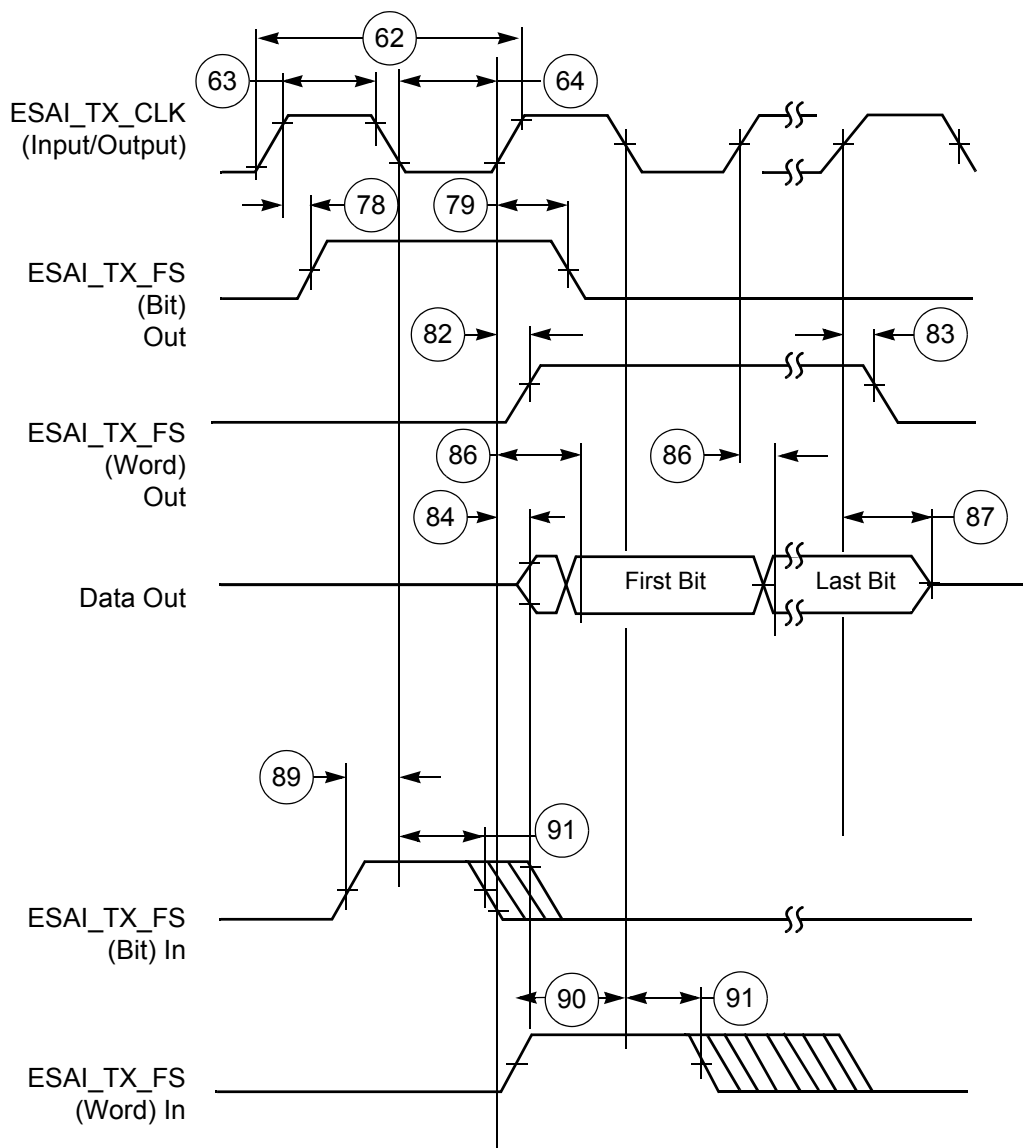 62
63
64
ESAI_TX_CLK
(Input/Output)
78
79
ESAI_TX_FS
(Bit)
Out
82
83
ESAI_TX_FS
(Word)
Out
86
86
84
87
Data Out
First Bit
Last Bit
89
91
ESAI_TX_FS
(Bit) In
90
91
ESAI_TX_FS
(Word) In